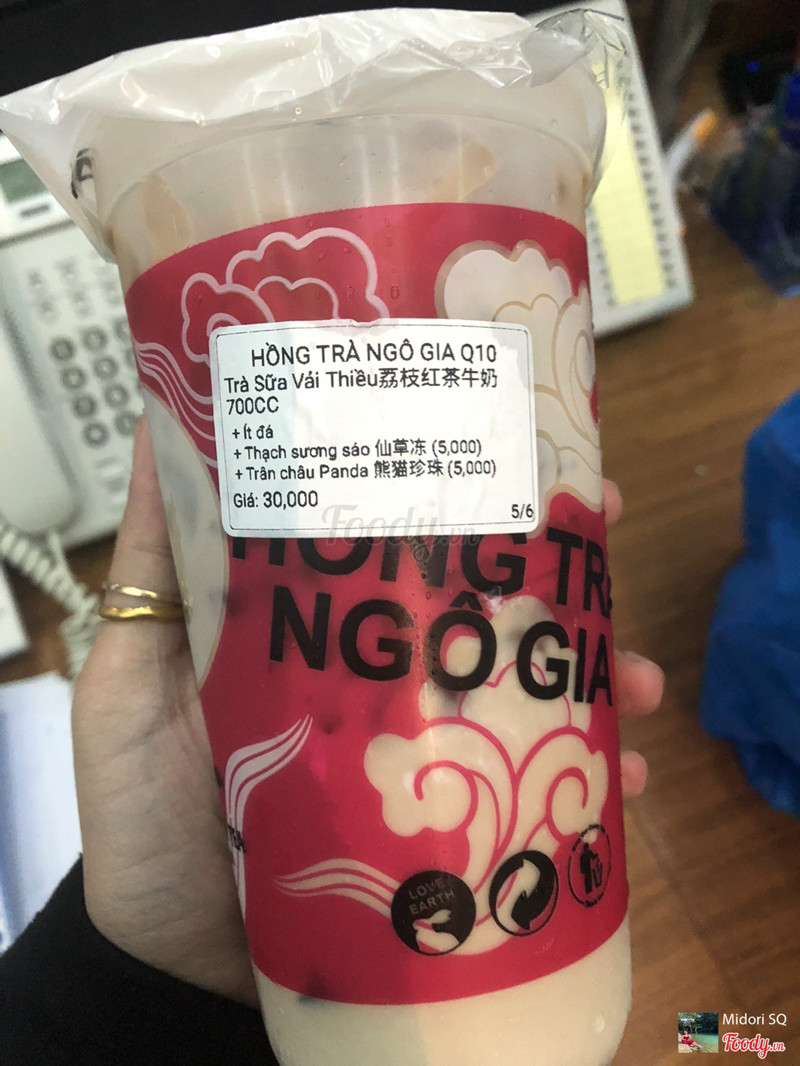 HỒNG TRÀ NGÔ GIA Q10
Trà Sữa Vải Thiều荔枝红茶牛奶
700CC
+ Ít đá
+ Thạch sương sáo 仙草冻 (5,000)
+ Trân châu Panda 熊猫珍珠 (5,000)
Giá: 30,000
5/6
Foody.vn
HỒNG TRÀ
NGÔ GIA
LOVE
EARTH
Midori SQ
Foody.vn